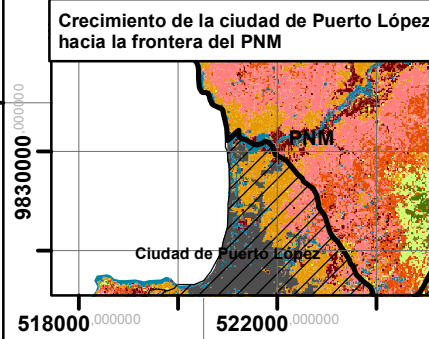 Crecimiento de la ciudad de Puerto López
hacia la frontera del PNM
PNM
Ciudad de Puerto López
9830000,000000
518000,000000
522000,000000